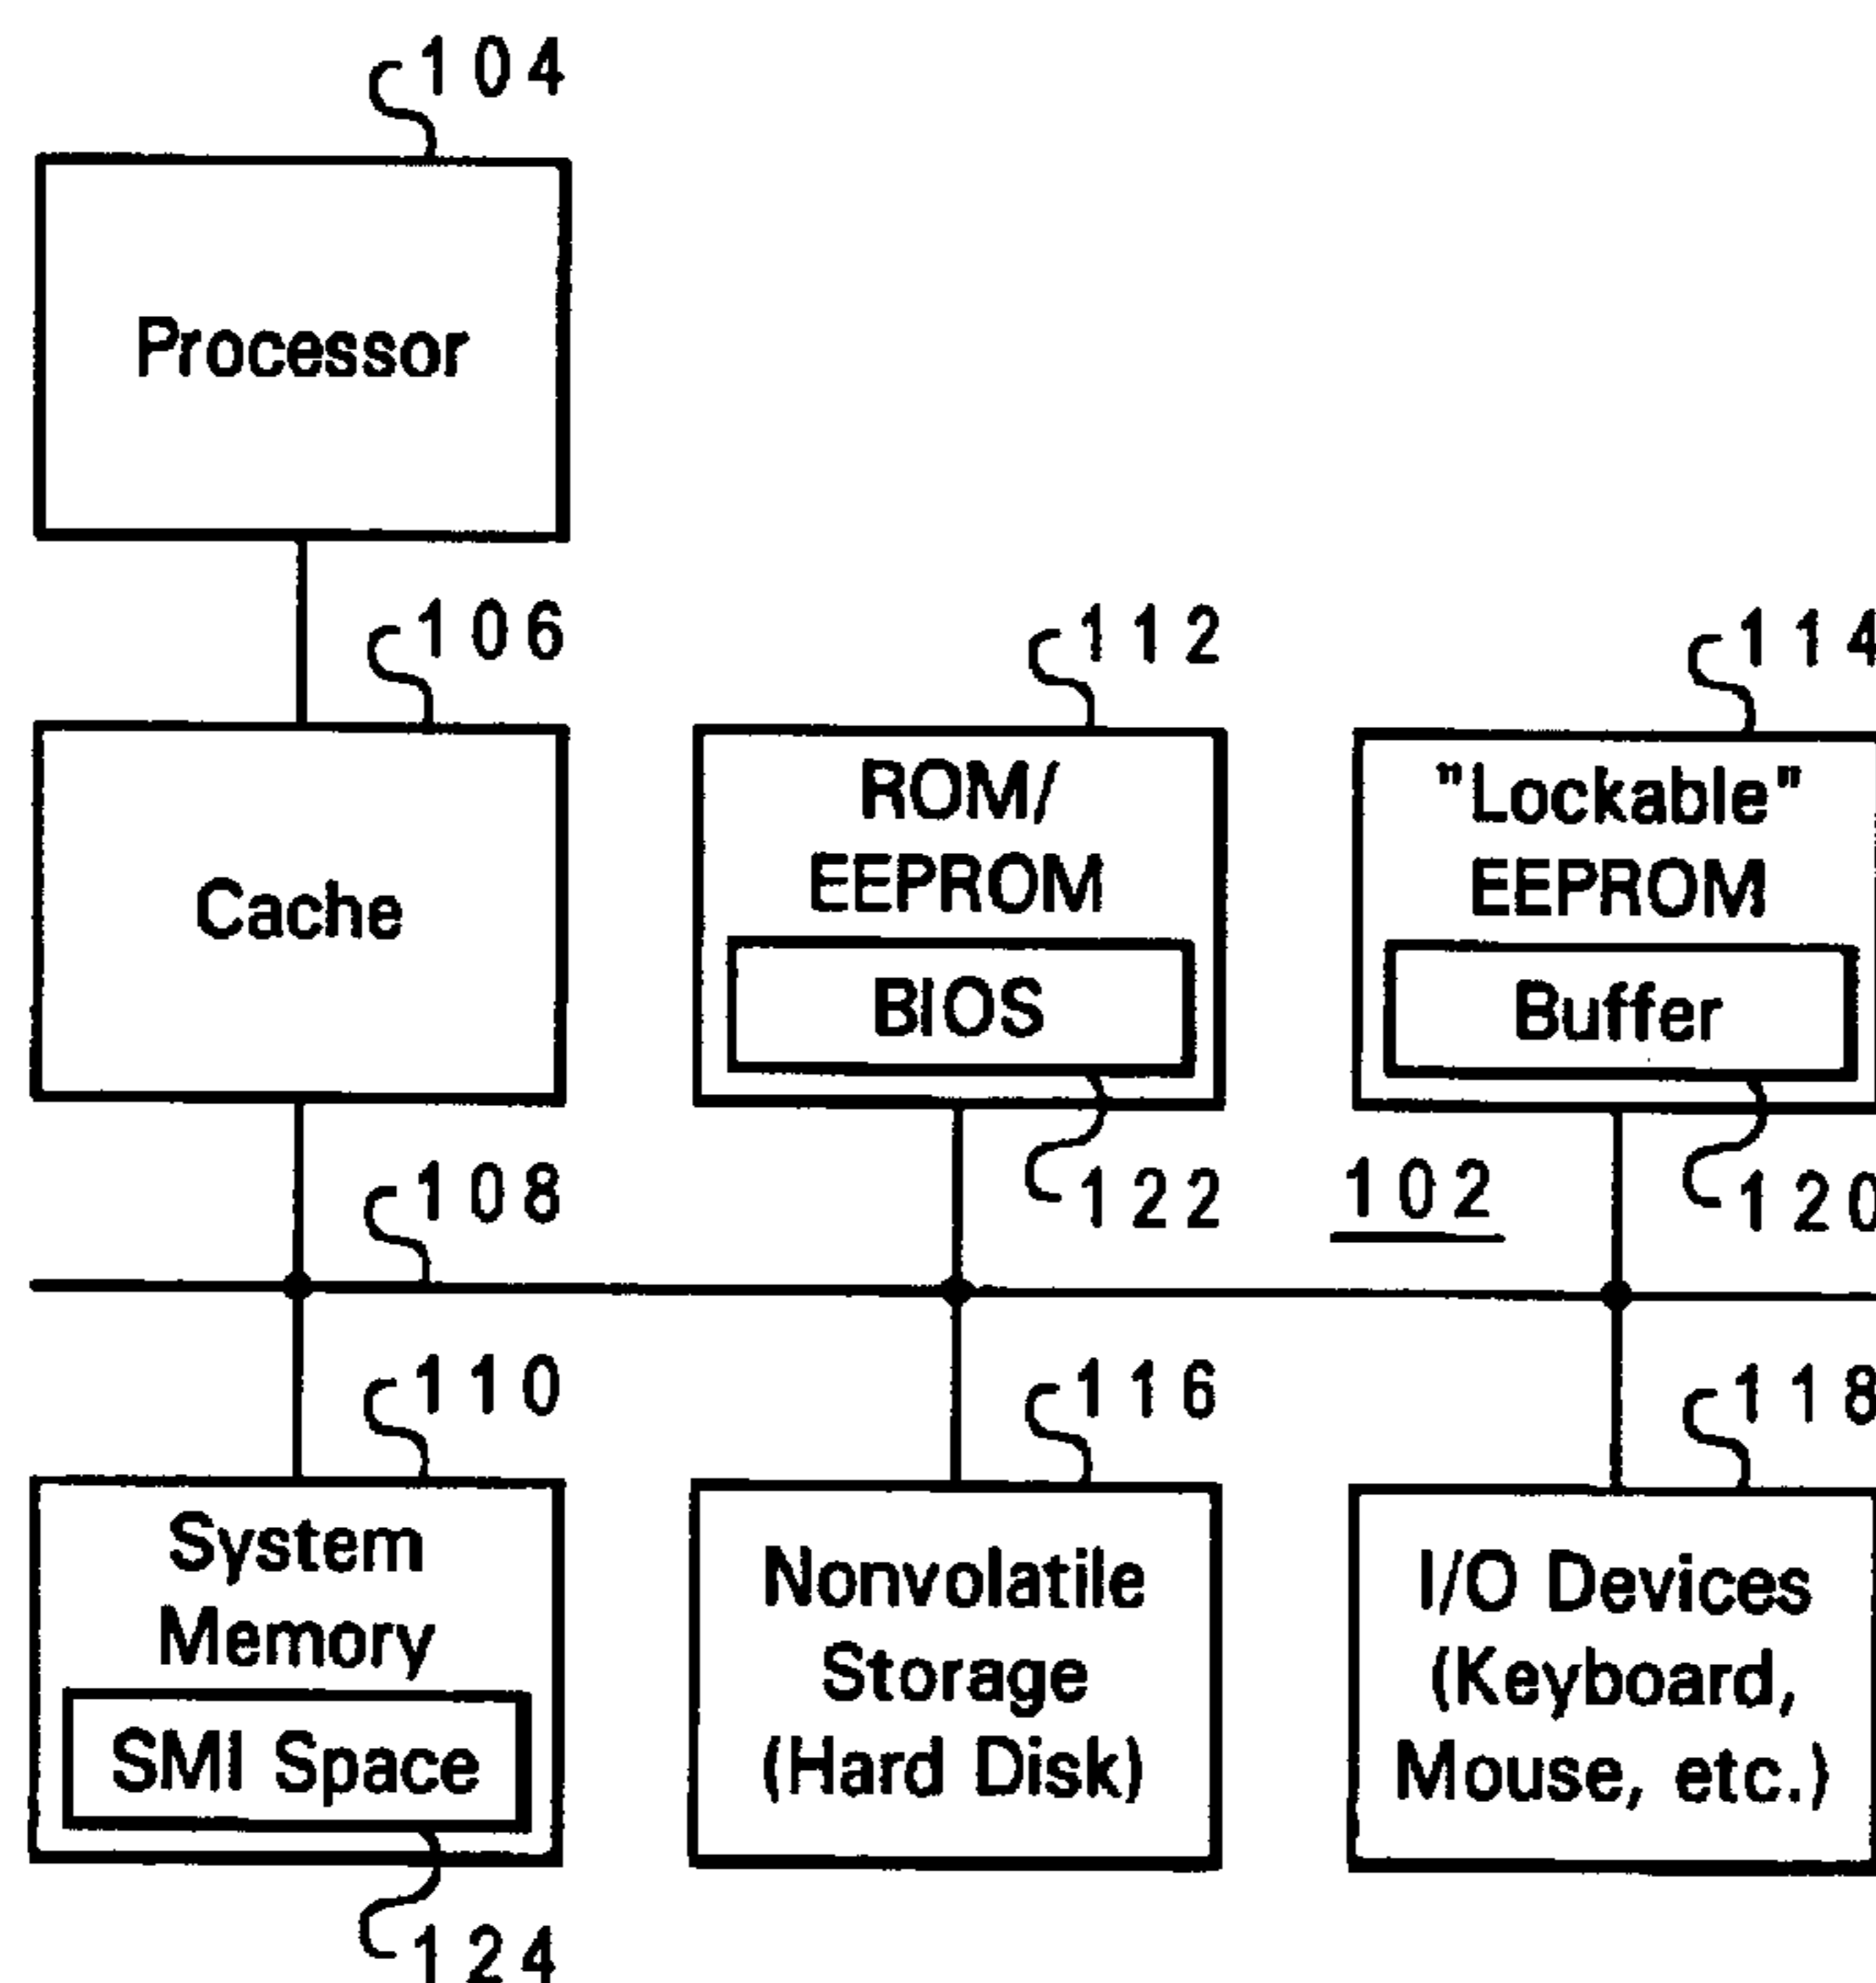 104
Processor
106
112
114
Cache
ROM/
EEPROM
BIOS
"Lockable"
EEPROM
Buffer
108
122
102
120
110
116
118
System
Memory
SMI Space
Nonvolatile
Storage
(Hard Disk)
I/O Devices
(Keyboard,
Mouse, etc.)
124